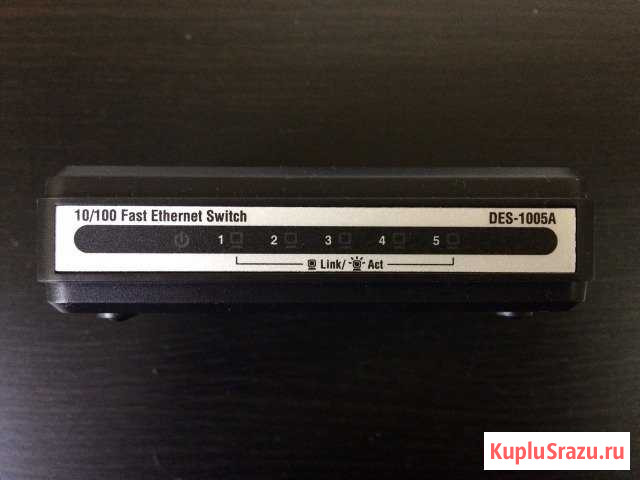 10/100 Fast Ethernet Switch DES-1005A
1 2 3 4 5
Link/ Act
KupluSrazu.ru